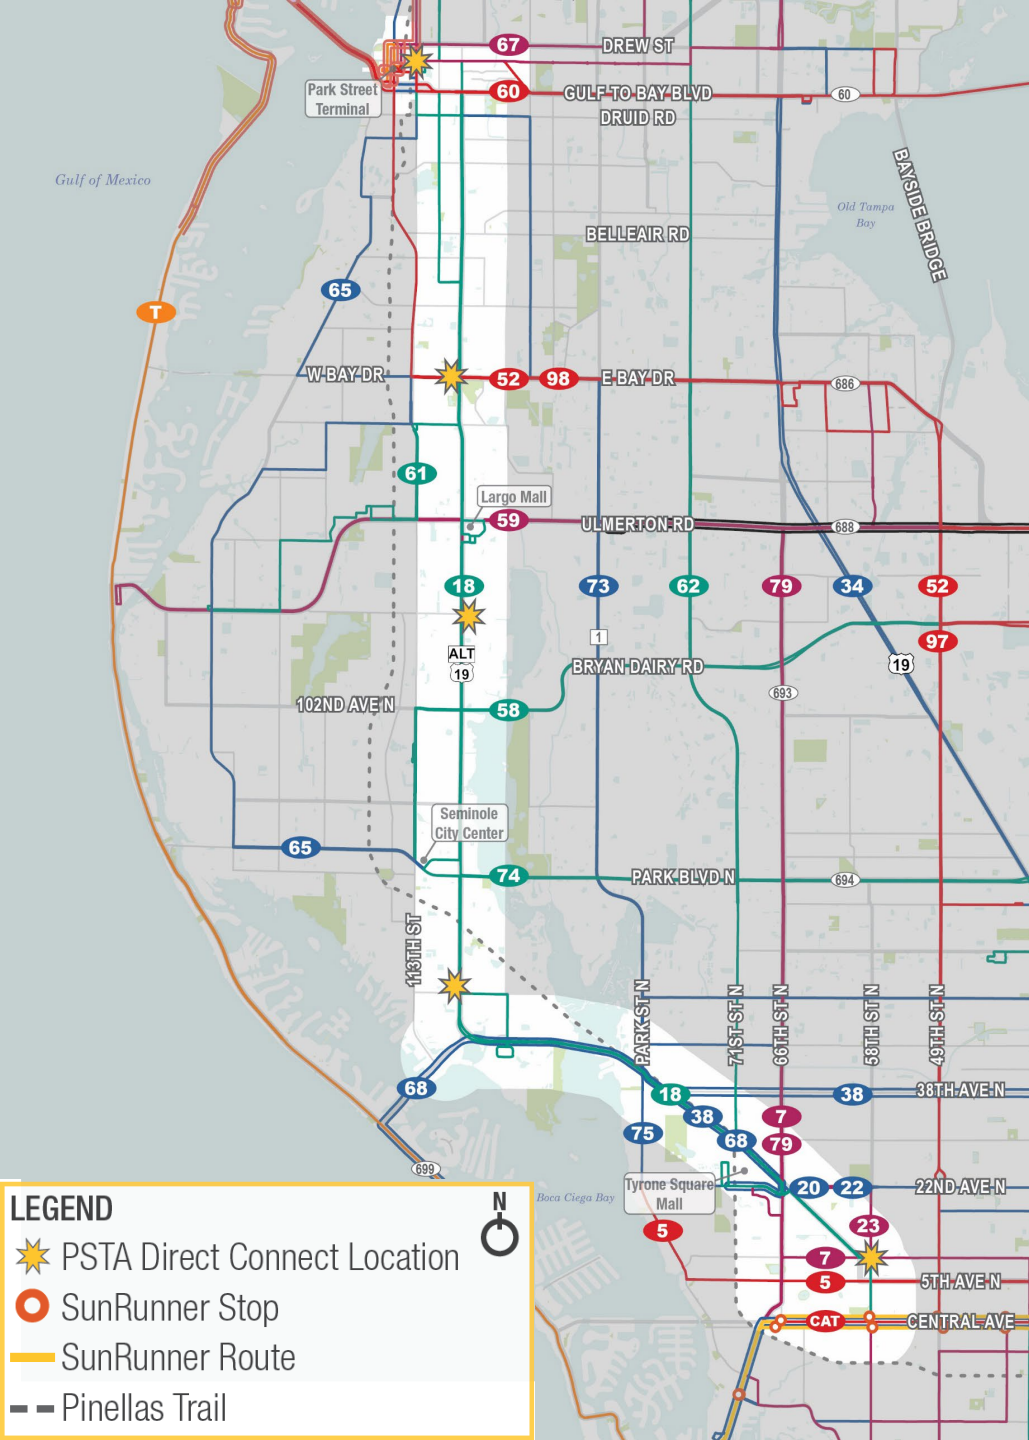 67
DREW ST
Park Street
Terminal
60
GULF TO BAY BLVD
60
DRUID RD
BAYSIDE BRIDGE
Gulf of Mexico
Old Tampa
Bay
BELLEAIR RD
65
T
W BAY DR
52
98
E BAY DR
686
61
Largo Mall
59
ULMERTON RD
688
18
73
62
79
34
52
1
97
ALT
19
BRYAN DAIRY RD
19
693
102ND AVE N
58
Seminole
City Center
65
74
PARK BLVD N
694
113TH ST
PARK ST N
71ST ST N
66TH ST N
58TH ST N
49TH ST N
68
18
38
38TH AVE N
38
7
75
68
79
699
Tyrone Square
Mall
20
22
22ND AVE N
Boca Ciega Bay
5
23
7
5
5TH AVE N
CAT
CENTRAL AVE
LEGEND
N
PSTA Direct Connect Location
SunRunner Stop
SunRunner Route
Pinellas Trail